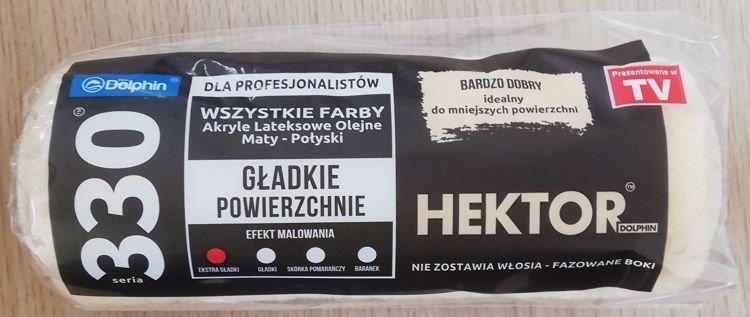 Dolphin
330
seria
DLA PROFESJONALISTÓW
WSZYSTKIE FARBY
Akryle Lateksowe Olejne
Maty - Połyski
GŁADKIE
POWIERZCHNIE
EFEKT MALOWANIA
EKSTRA GŁADKI GŁADKI SKÓRKA POMARAŃCZY BARANEK
BARDZO DOBRY
idealny
do mniejszych powierzchni
Prezentowane w
TV
HEKTOR™
DOLPHIN
NIE ZOSTAWIA WŁOSIA - FAZOWANE BOKI